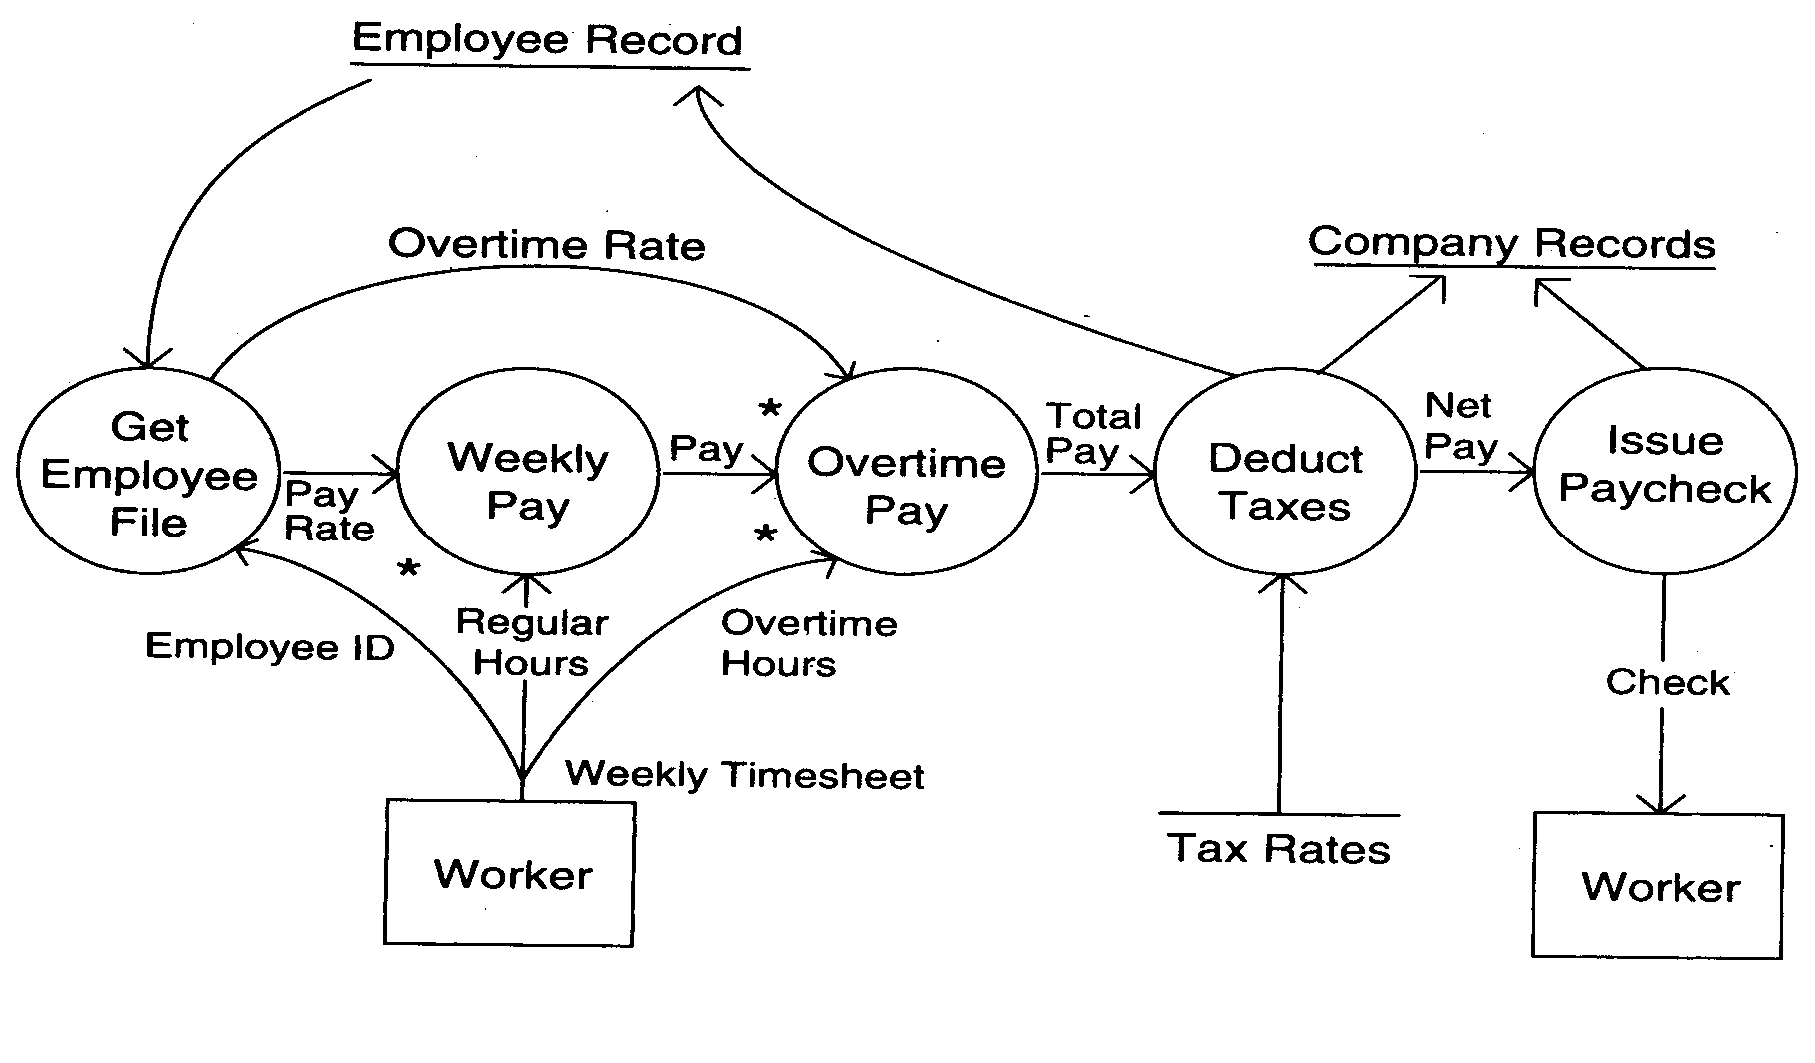 Employee Record
Overtime Rate
Company Records
Get
Employee
File
Pay
Rate
*
Weekly
Pay
Pay
*
*
Overtime
Pay
Total
Pay
Deduct
Taxes
Net
Pay
Issue
Paycheck
Employee ID
Regular
Hours
Overtime
Hours
Check
Weekly Timesheet
Worker
Tax Rates
Worker